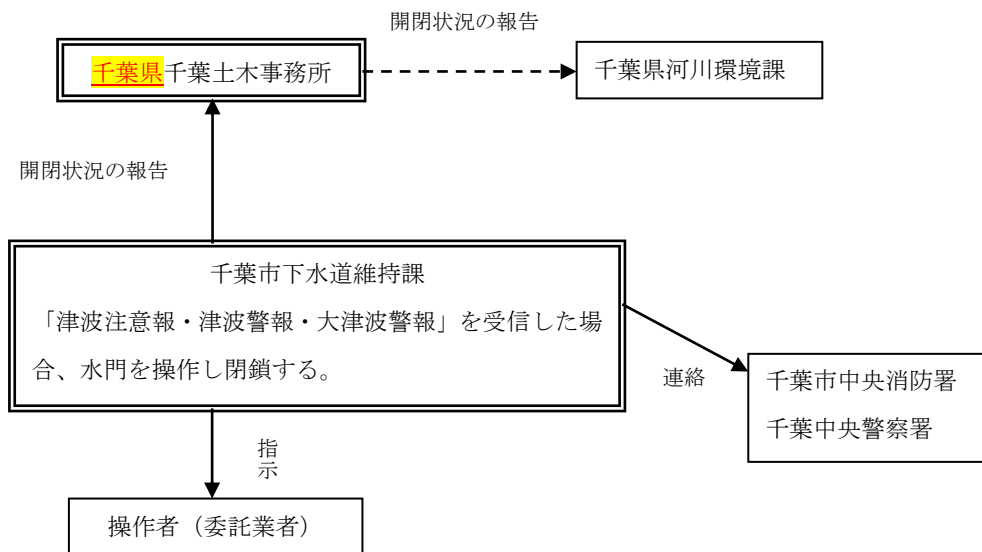 開閉状況の報告
千葉県千葉土木事務所
千葉県河川環境課
開閉状況の報告
千葉市下水道維持課
「津波注意報・津波警報・大津波警報」を受信した場
合、水門を操作し閉鎖する。
連絡
千葉市中央消防署
千葉中央警察署
指示
操作者（委託業者）